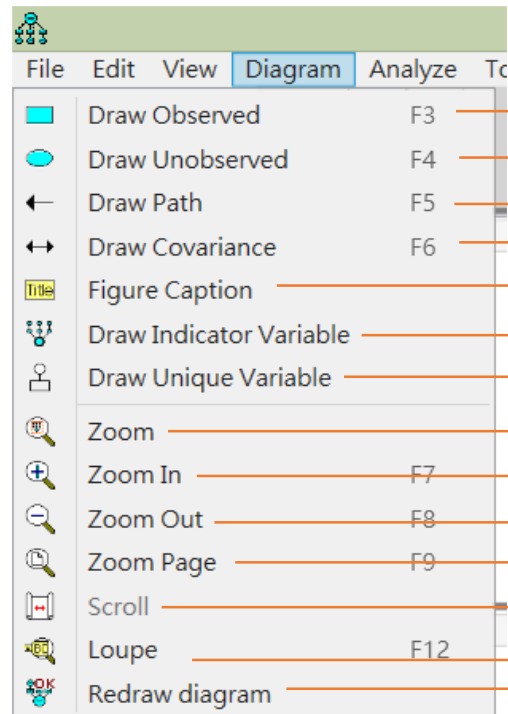 File Edit View Diagram Analyze
Draw Observed F3
Draw Unobserved F4
Draw Path F5
Draw Covariance F6
Title Figure Caption
Draw Indicator Variable
Draw Unique Variable
Zoom
Zoom In F7
Zoom Out F8
Zoom Page F9
Scroll
Loupe F12
OK Redraw diagram